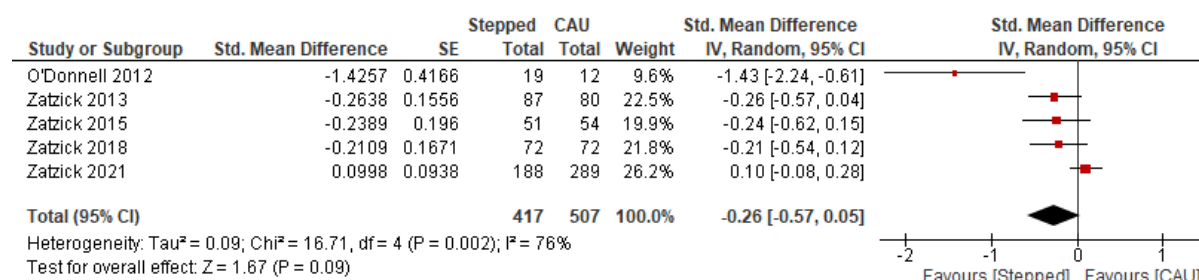 Stepped CAU Std. Mean Difference Std. Mean Difference
Study or Subgroup Std. Mean Difference SE Total Total Weight IV, Random, 95% CI IV, Random, 95% CI
O'Donnell 2012 -1.4257 0.4166 19 12 9.6% -1.43 [-2.24, -0.61]
Zatzick 2013 -0.2638 0.1556 87 80 22.5% -0.26 [-0.57, 0.04]
Zatzick 2015 -0.2389 0.196 51 54 19.9% -0.24 [-0.62, 0.15]
Zatzick 2018 -0.2109 0.1671 72 72 21.8% -0.21 [-0.54, 0.12]
Zatzick 2021 0.0998 0.0938 188 289 26.2% 0.10 [-0.08, 0.28]
Total (95% CI) 417 507 100.0% -0.26 [-0.57, 0.05]
Heterogeneity: Tau² = 0.09; Chi² = 16.71, df = 4 (P = 0.002); I² = 76%
Test for overall effect: Z = 1.67 (P = 0.09)
-2 -1 0 1
Favours [Stepped] Favours [CAU]